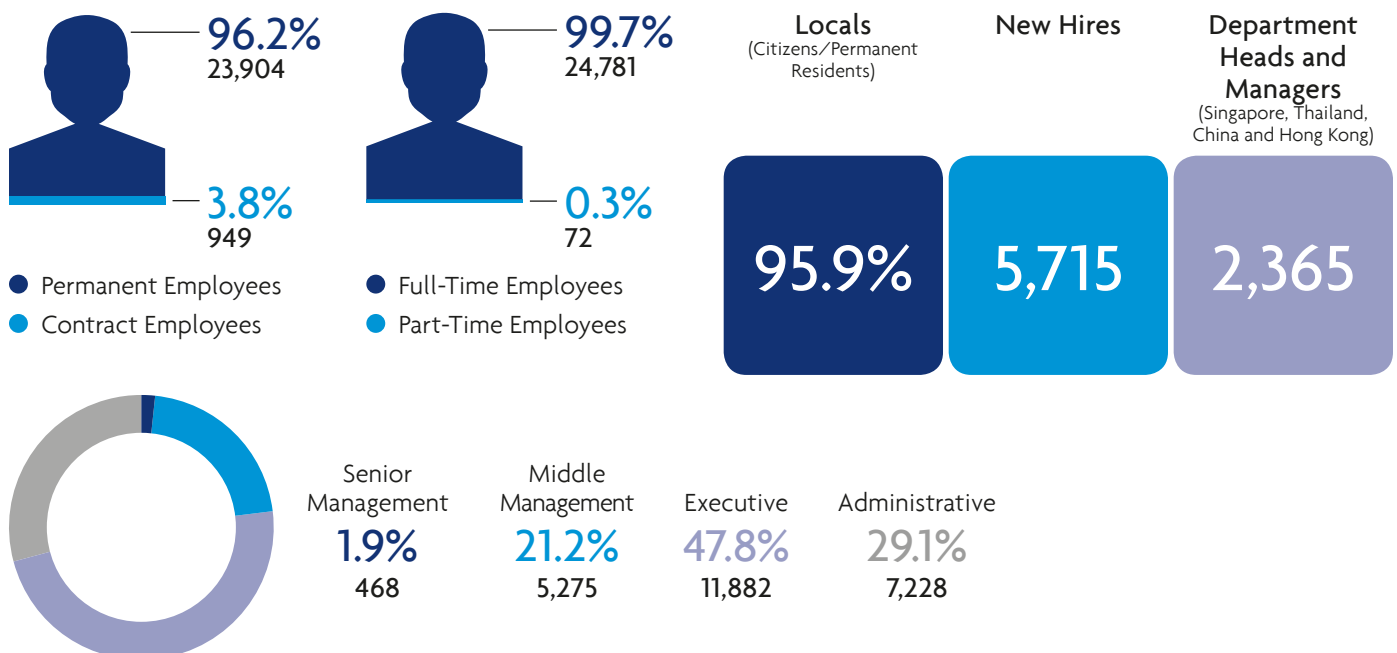 96.2%
23,904
3.8%
949
Permanent Employees
Contract Employees
99.7%
24,781
0.3%
72
Full-Time Employees
Part-Time Employees
Locals
(Citizens/Permanent
Residents)
95.9%
New Hires
5,715
Department
Heads and
Managers
(Singapore, Thailand,
China and Hong Kong)
2,365
Senior
Management
1.9%
468
Middle
Management
21.2%
5,275
Executive
47.8%
11,882
Administrative
29.1%
7,228